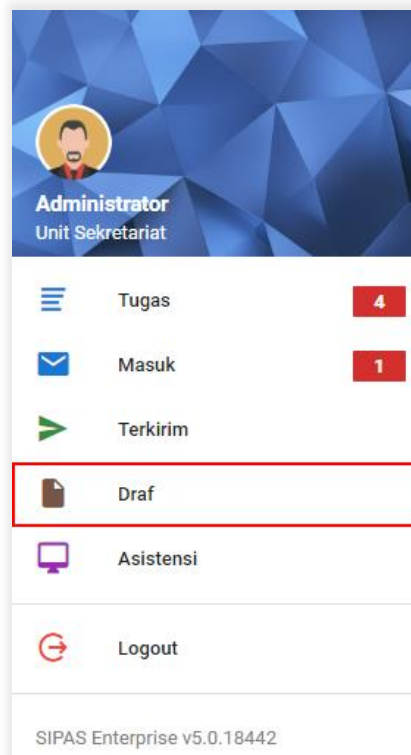 Administrator
Unit Sekretariat
Tugas 4
Masuk 1
Terkirim
Draf
Asistensi
Logout
SIPAS Enterprise v5.0.18442